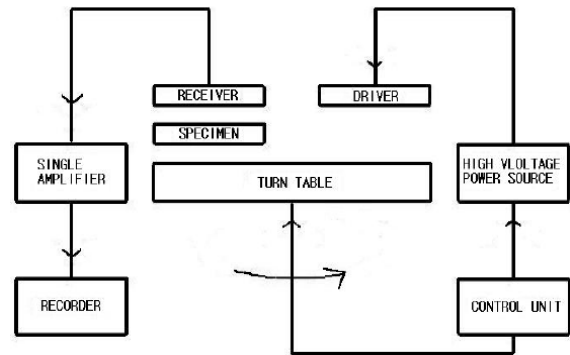 RECEIVER
DRIVER
SPECIMEN
SINGLE
AMPLIFIER
TURN TABLE
HIGH VLOLTAGE
POWER SOURCE
RECORDER
CONTROL UNIT